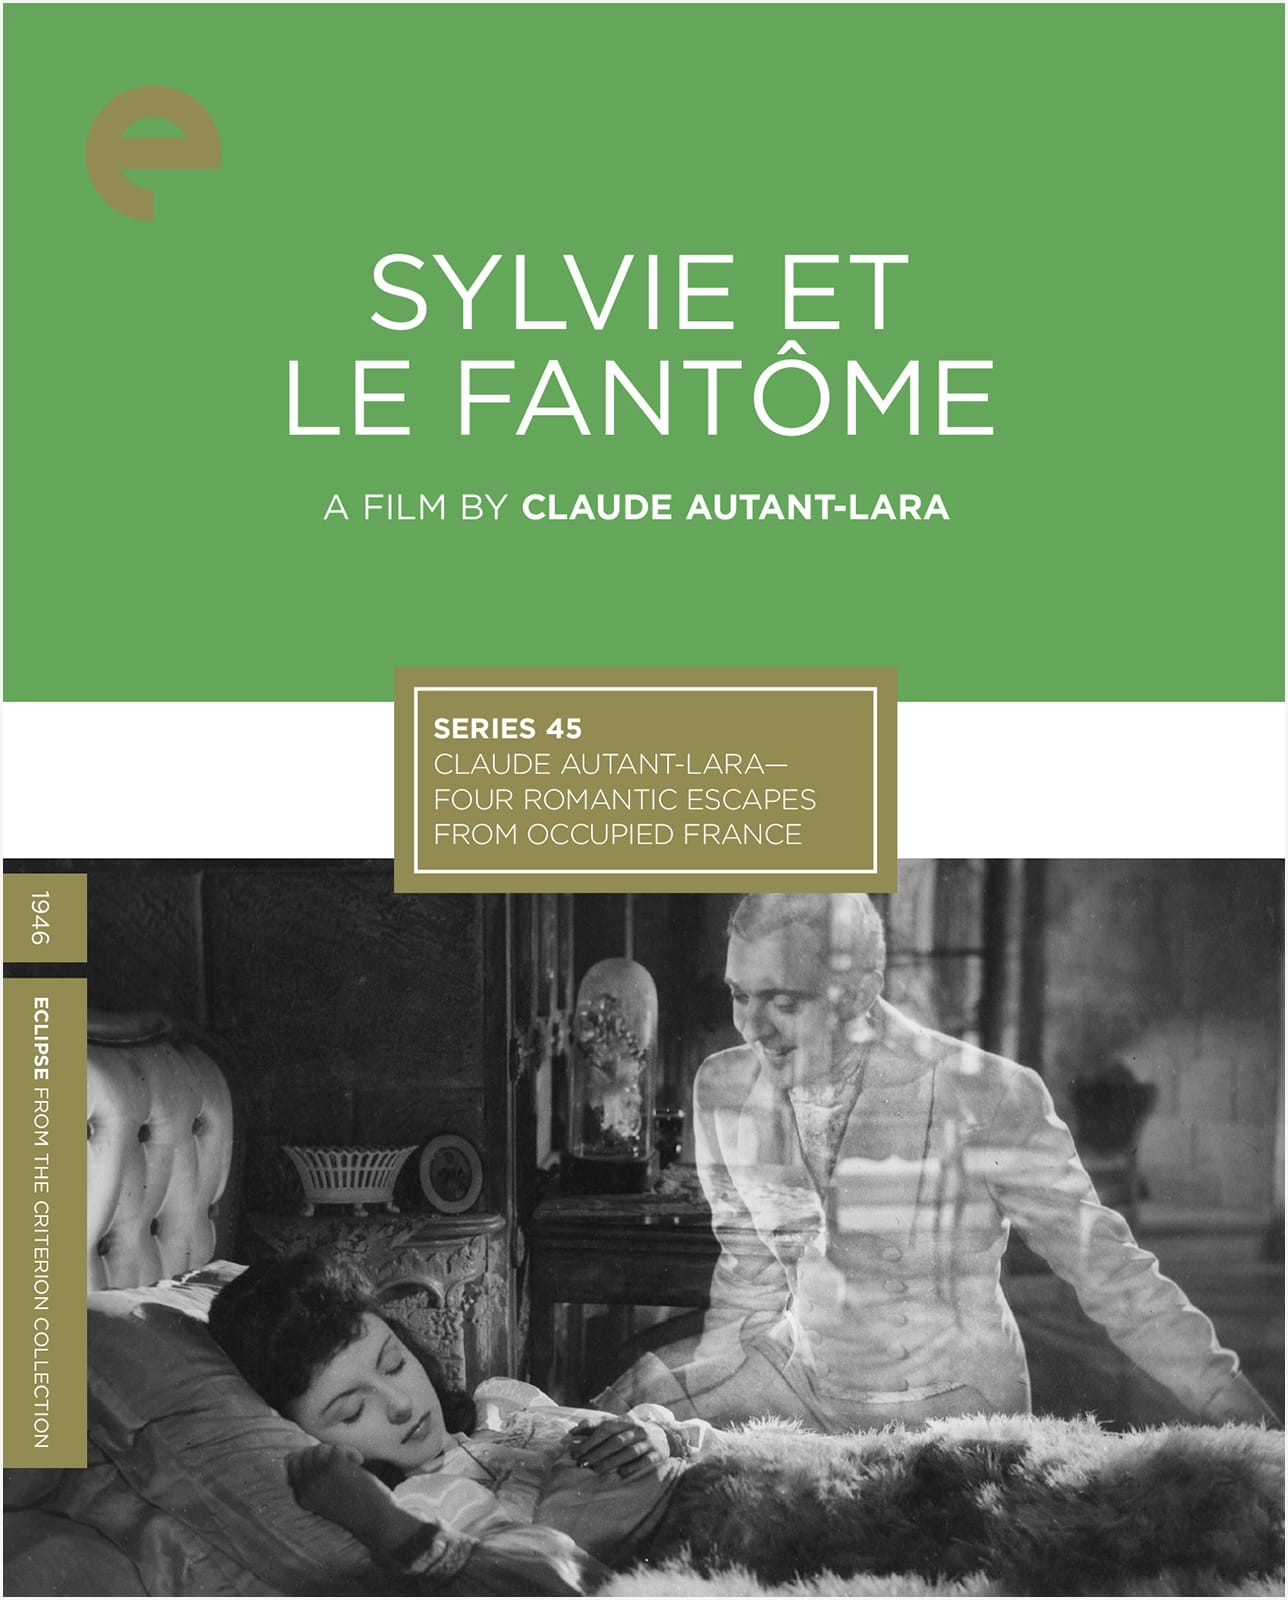 e
SYLVIE ET
LE FANTÔME
A FILM BY CLAUDE AUTANT-LARA
SERIES 45
CLAUDE AUTANT-LARA—
FOUR ROMANTIC ESCAPES
FROM OCCUPIED FRANCE
1946
ECLIPSE FROM THE CRITERION COLLECTION